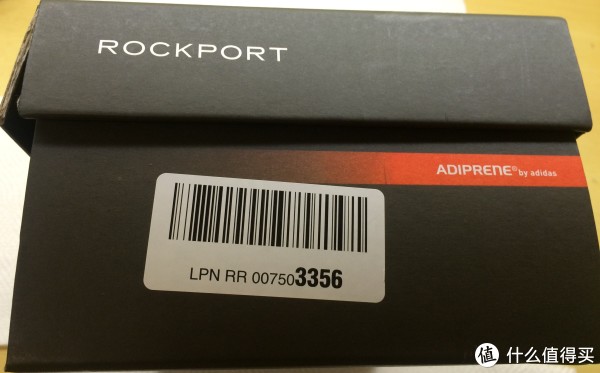 ROCKPORT
ADIPRENE® by adidas
LPN RR 007503356
值 什么值得买